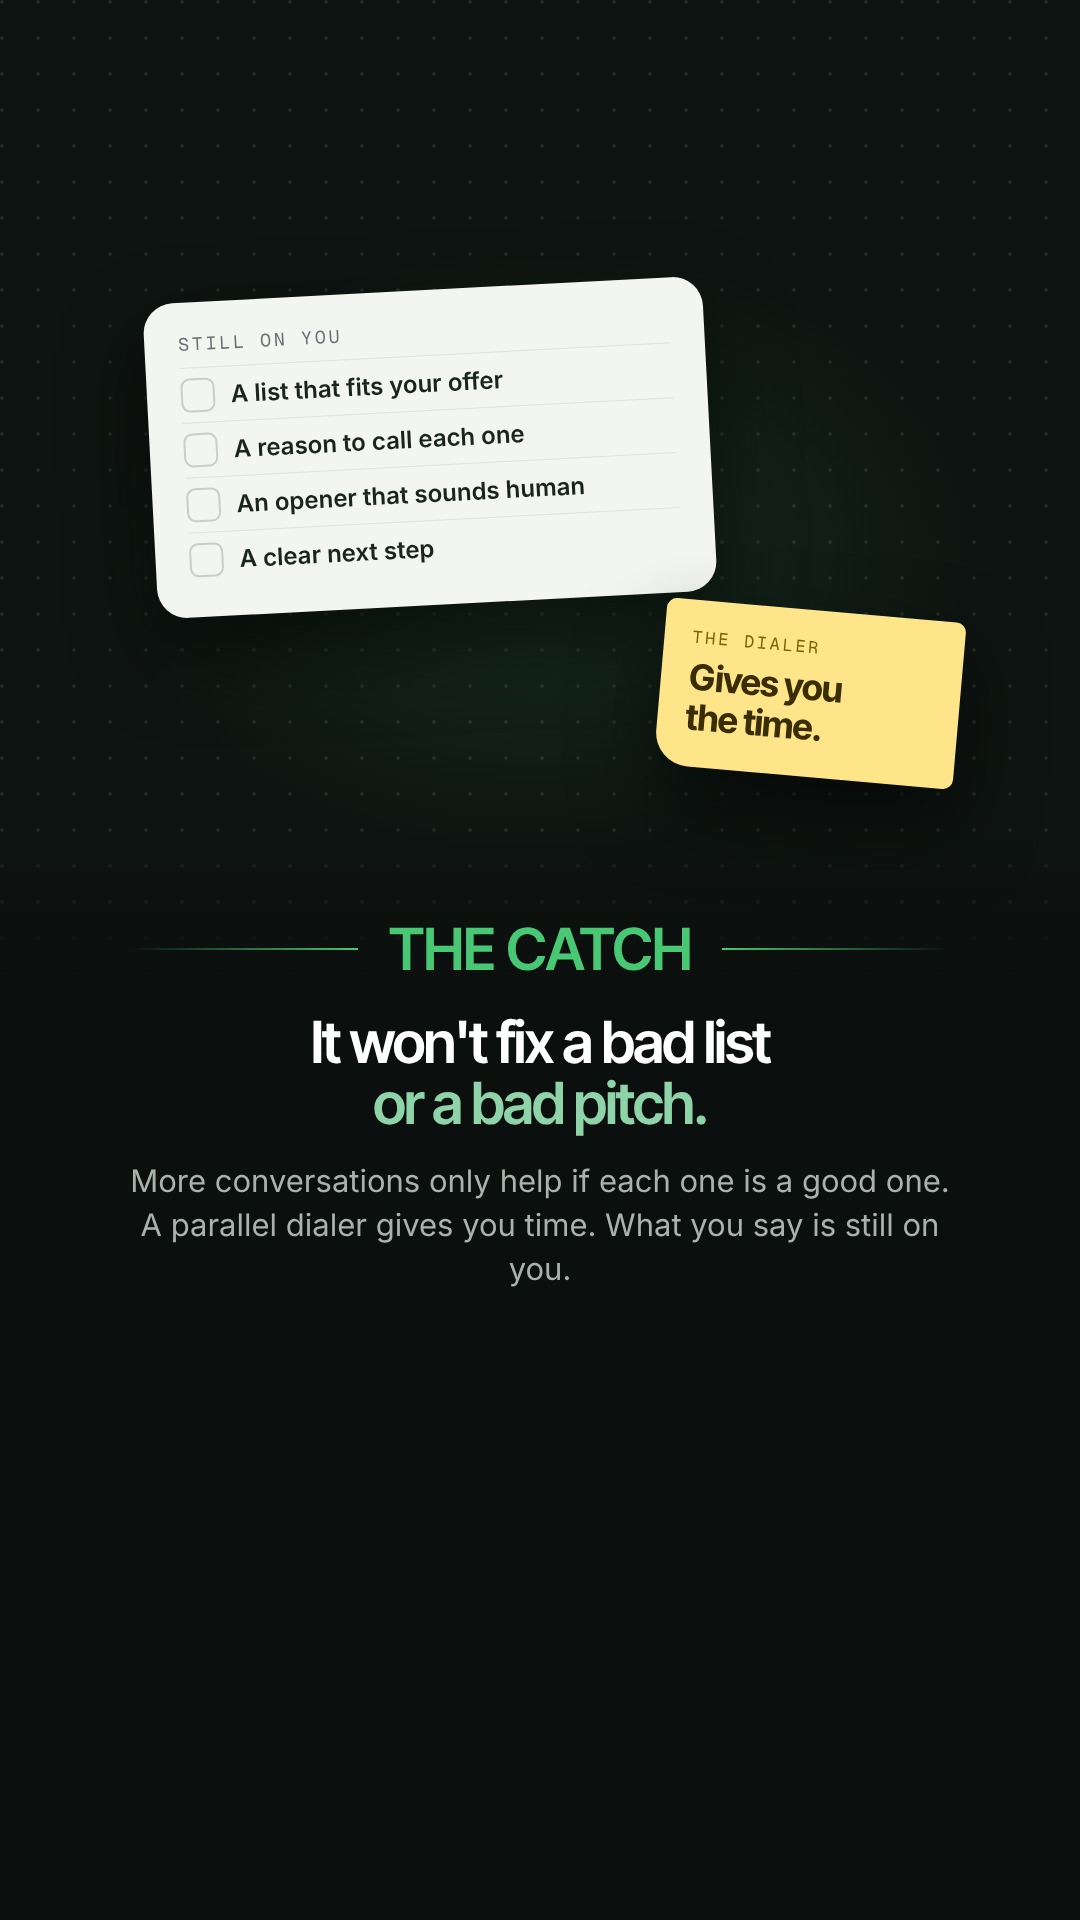 STILL ON YOU
A list that fits your offer
A reason to call each one
An opener that sounds human
A clear next step
THE DIALER
Gives you
the time.
THE CATCH
It won't fix a bad list
or a bad pitch.
More conversations only help if each one is a good one.
A parallel dialer gives you time. What you say is still on
you.